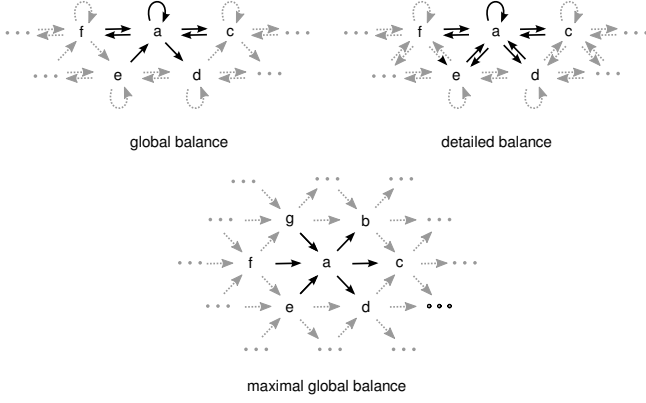 f a c f a c
e d e d
global balance detailed balance
g b
f a c
e d
maximal global balance